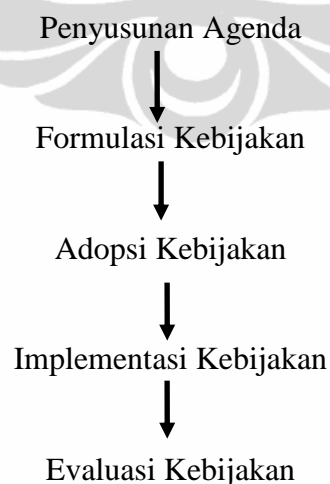 Penyusunan Agenda
Formulasi Kebijakan
Adopsi Kebijakan
Implementasi Kebijakan
Evaluasi Kebijakan